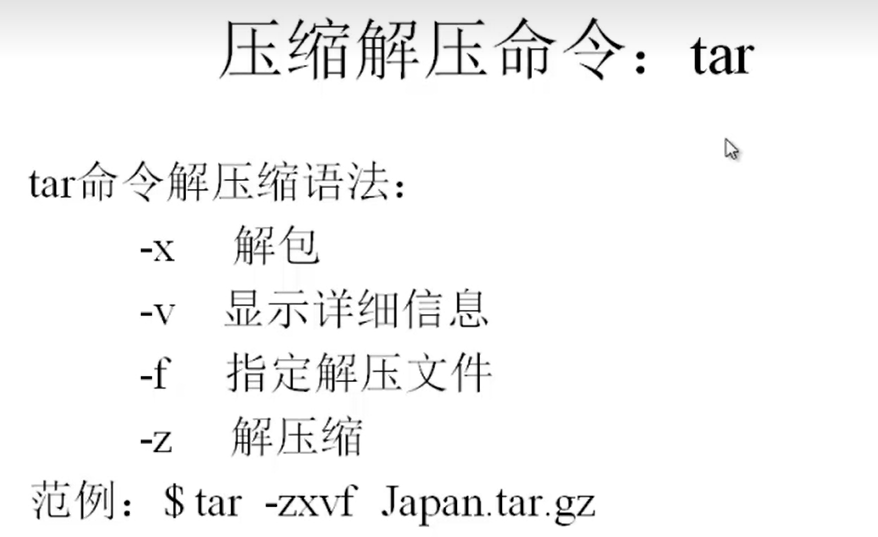 压缩解压命令：tar
tar命令解压缩语法：
-x 解包
-v 显示详细信息
-f 指定解压文件
-z 解压缩
范例：$ tar -zxvf Japan.tar.gz